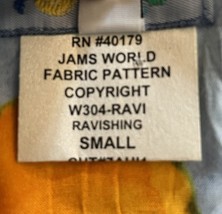 RN #40179
JAMS WORLD
FABRIC PATTERN
COPYRIGHT
W304-RAVI
RAVISHING
SMALL